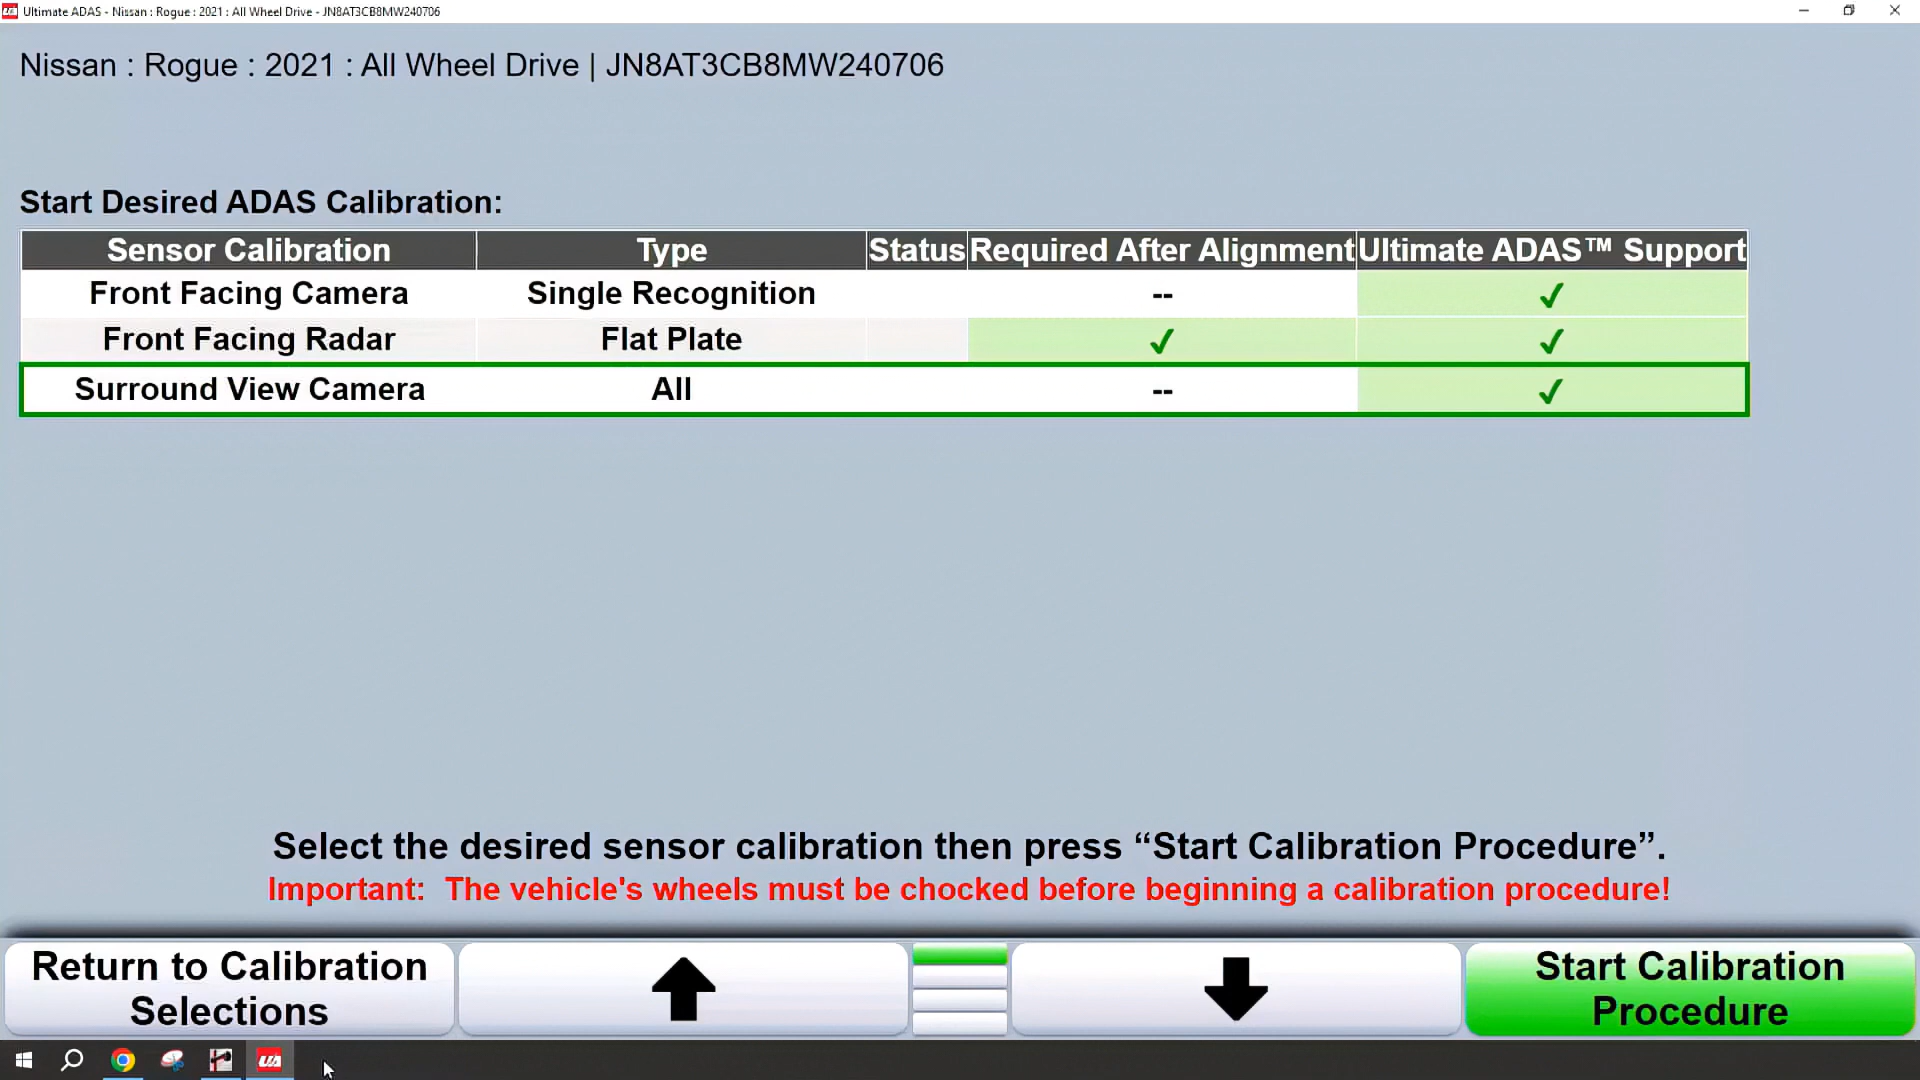 Ultimate ADAS - Nissan : Rogue : 2021 : All Wheel Drive - JN8AT3CB8MW240706
Nissan : Rogue : 2021 : All Wheel Drive | JN8AT3CB8MW240706
Start Desired ADAS Calibration:
Sensor Calibration Type Status Required After Alignment Ultimate ADAS™ Support
Front Facing Camera Single Recognition -- ✓
Front Facing Radar Flat Plate ✓ ✓
Surround View Camera All -- ✓
Select the desired sensor calibration then press “Start Calibration Procedure”.
Important: The vehicle's wheels must be chocked before beginning a calibration procedure!
Return to Calibration
Selections
Start Calibration
Procedure
UA